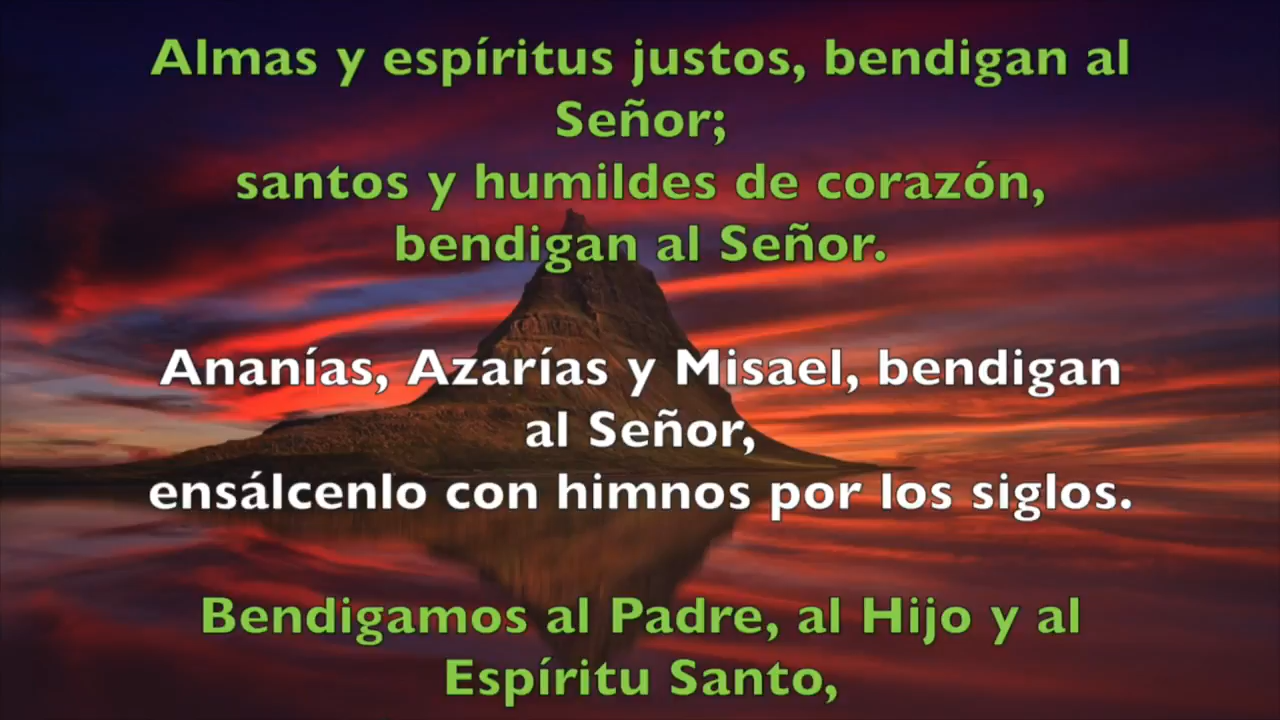 Almas y espíritus justos, bendigan al
Señor;
santos y humildes de corazón,
bendigan al Señor.
Ananías, Azarías y Misael, bendigan
al Señor,
ensálcenlo con himnos por los siglos.
Bendigamos al Padre, al Hijo y al
Espíritu Santo,